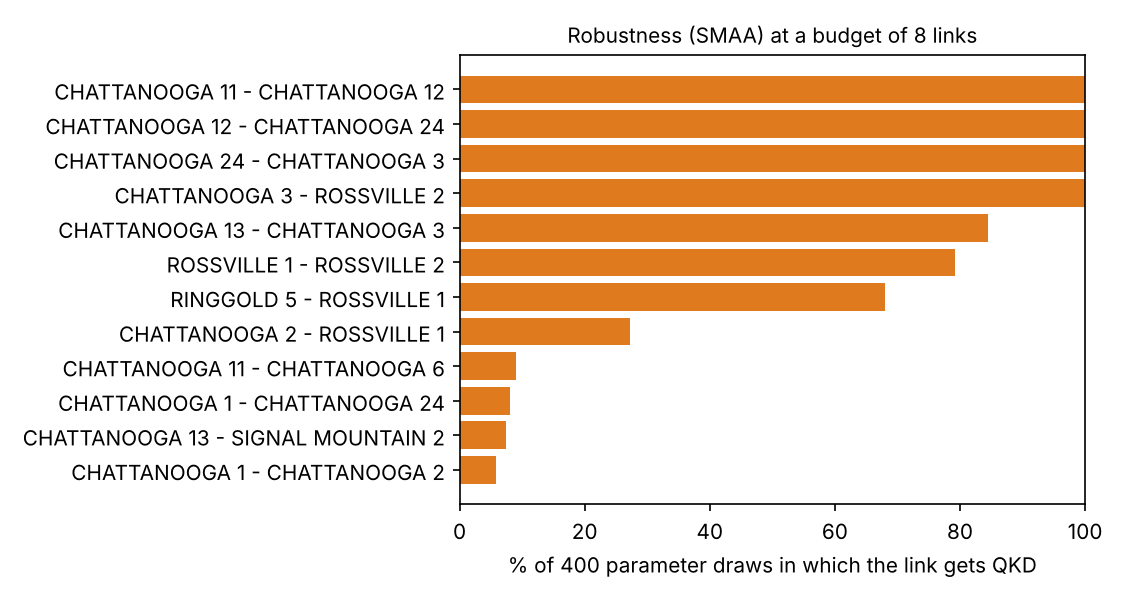 Robustness (SMAA) at a budget of 8 links
CHATTANOOGA 11 - CHATTANOOGA 12
CHATTANOOGA 12 - CHATTANOOGA 24
CHATTANOOGA 24 - CHATTANOOGA 3
CHATTANOOGA 3 - ROSSVILLE 2
CHATTANOOGA 13 - CHATTANOOGA 3
ROSSVILLE 1 - ROSSVILLE 2
RINGGOLD 5 - ROSSVILLE 1
CHATTANOOGA 2 - ROSSVILLE 1
CHATTANOOGA 11 - CHATTANOOGA 6
CHATTANOOGA 1 - CHATTANOOGA 24
CHATTANOOGA 13 - SIGNAL MOUNTAIN 2
CHATTANOOGA 1 - CHATTANOOGA 2
0 20 40 60 80 100
% of 400 parameter draws in which the link gets QKD